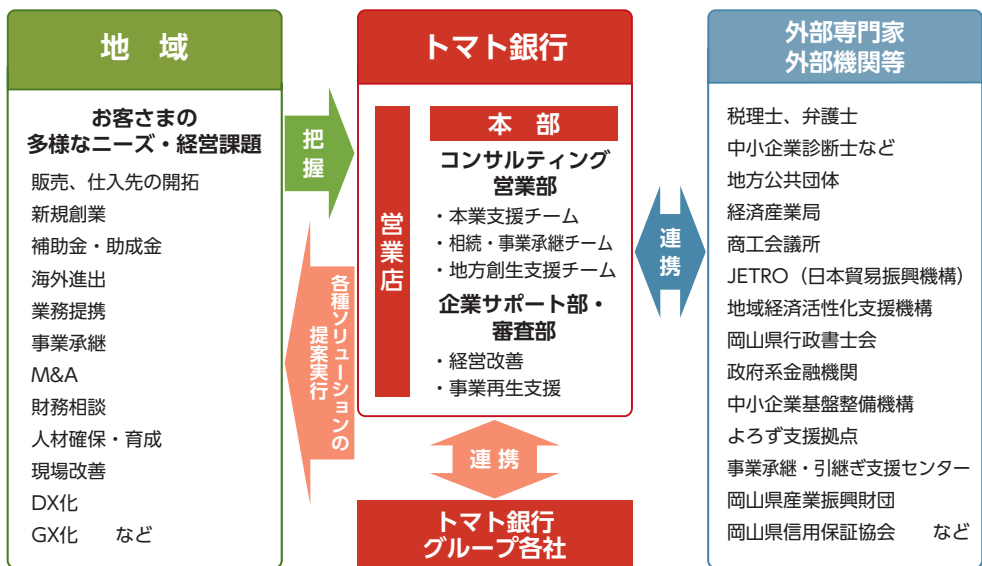 地 域
お客さまの
多様なニーズ・経営課題
販売、仕入先の開拓
新規創業
補助金・助成金
海外進出
業務提携
事業承継
M&A
財務相談
人材確保・育成
現場改善
DX化
GX化 など
把握
各種ソリューションの
提案実行
トマト銀行
営業店
本 部
コンサルティング
営業部
・本業支援チーム
・相続・事業承継チーム
・地方創生支援チーム
企業サポート部・
審査部
・経営改善
・事業再生支援
連携
トマト銀行
グループ各社
連携
外部専門家
外部機関等
税理士、弁護士
中小企業診断士など
地方公共団体
経済産業局
商工会議所
JETRO（日本貿易振興機構）
地域経済活性化支援機構
岡山県行政書士会
政府系金融機関
中小企業基盤整備機構
よろず支援拠点
事業承継・引継ぎ支援センター
岡山県産業振興財団
岡山県信用保証協会 など